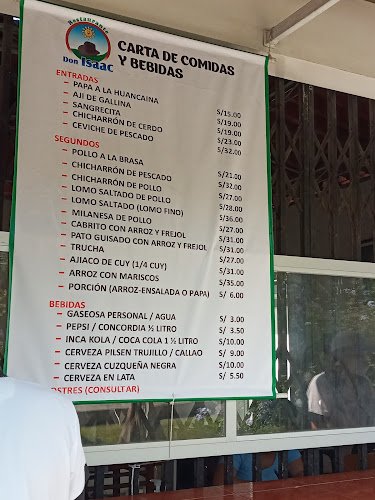 Restaurante
Don Isaac
CARTA DE COMIDAS
Y BEBIDAS
ENTRADAS
– PAPA A LA HUANCAINA S/15.00
– AJI DE GALLINA S/19.00
– SANGRECITA S/19.00
– CHICHARRÓN DE CERDO S/23.00
– CEVICHE DE PESCADO S/32.00
SEGUNDOS
– POLLO A LA BRASA S/21.00
– CHICHARRÓN DE PESCADO S/32.00
– CHICHARRÓN DE POLLO S/27.00
– LOMO SALTADO DE POLLO S/28.00
– LOMO SALTADO (LOMO FINO) S/36.00
– MILANESA DE POLLO S/27.00
– CABRITO CON ARROZ Y FREJOL S/31.00
– PATO GUISADO CON ARROZ Y FREJOL S/31.00
– TRUCHA S/27.00
– AJIACO DE CUY (1/4 CUY) S/31.00
– ARROZ CON MARISCOS S/35.00
– PORCIÓN (ARROZ-ENSALADA O PAPA) S/ 6.00
BEBIDAS
– GASEOSA PERSONAL / AGUA S/ 3.00
– PEPSI / CONCORDIA ½ LITRO S/ 3.50
– INCA KOLA / COCA COLA 1 ½ LITRO S/10.00
– CERVEZA PILSEN TRUJILLO / CALLAO S/ 9.00
– CERVEZA CUZQUEÑA NEGRA S/10.00
– CERVEZA EN LATA S/ 5.50
OSTRES (CONSULTAR)